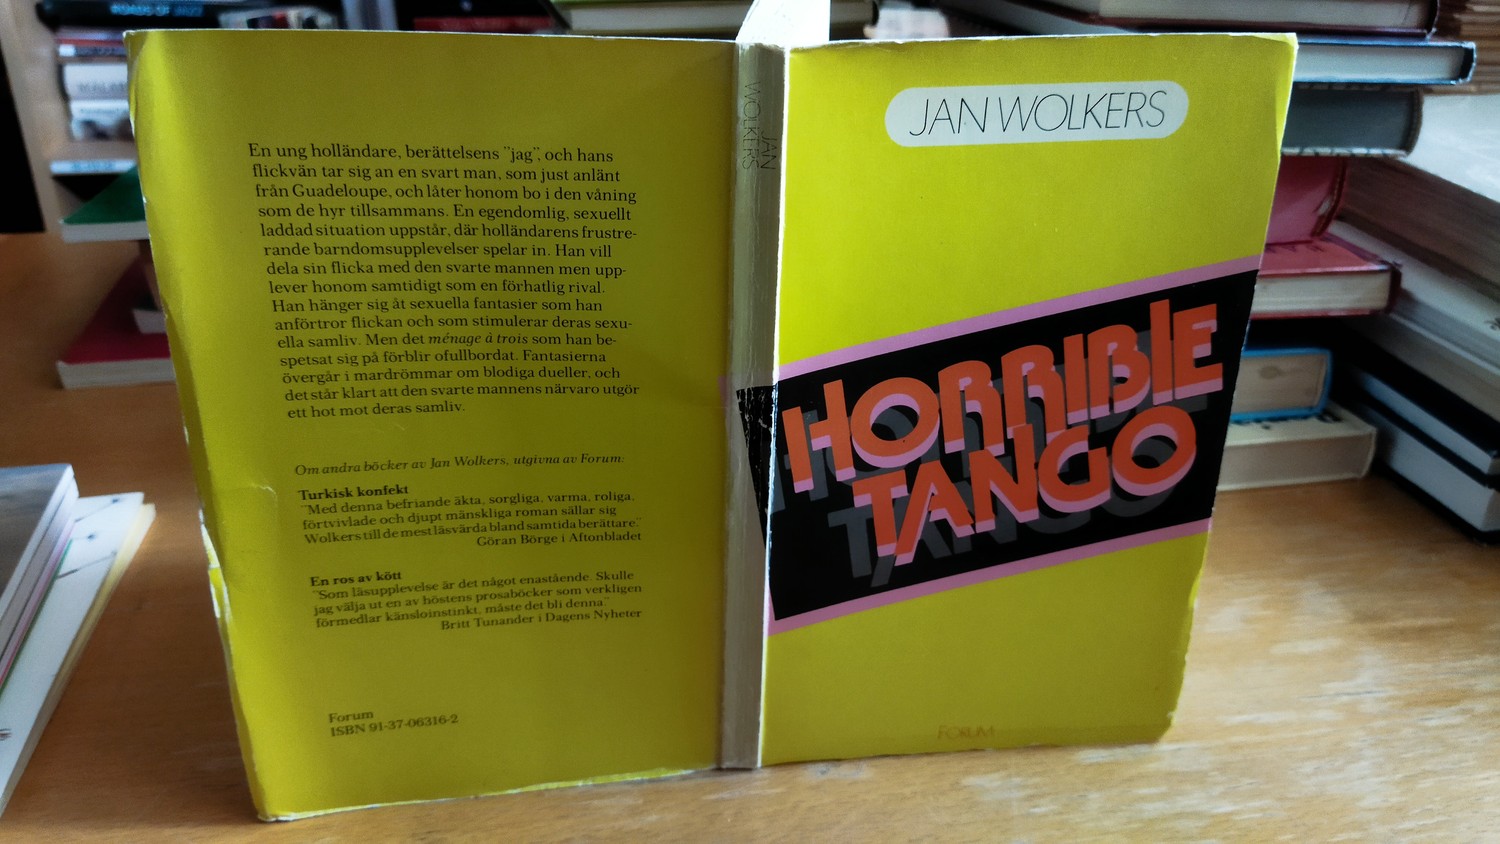 En ung holländare, berättelsens "jag", och hans
flickvän tar sig an en svart man, som just anlänt
från Guadeloupe, och låter honom bo i den våning
som de hyr tillsammans. En egendomlig, sexuellt
laddad situation uppstår, där holländarens frustre-
rande barndomsupplevelser spelar in. Han vill
dela sin flicka med den svarte mannen men upp-
lever honom samtidigt som en förhatlig rival.
Han hänger sig åt sexuella fantasier som han
anförtror flickan och som stimulerar deras sexu-
ella samliv. Men det ménage à trois som han be-
spetsat sig på förblir ofullbordat. Fantasierna
övergår i mardrömmar om blodiga dueller, och
det står klart att den svarte mannens närvaro utgör
ett hot mot deras samliv.
Om andra böcker av Jan Wolkers, utgivna av Forum:
Turkisk konfekt
"Med denna befriande äkta, sorgliga, varma, roliga,
förtvivlade och djupt mänskliga roman sällar sig
Wolkers till de mest läsvärda bland samtida berättare."
Göran Börge i Aftonbladet
En ros av kött
"Som läsupplevelse är det något enastående. Skulle
jag välja ut en av höstens prosaböcker som verkligen
förmedlar känsloinstinkt, måste det bli denna."
Britt Tunander i Dagens Nyheter
Forum
ISBN 91-37-06316-2
JAN
WOLKERS
JAN WOLKERS
HORRIBLE
TANGO
FORUM
ROADS OF JAZZ